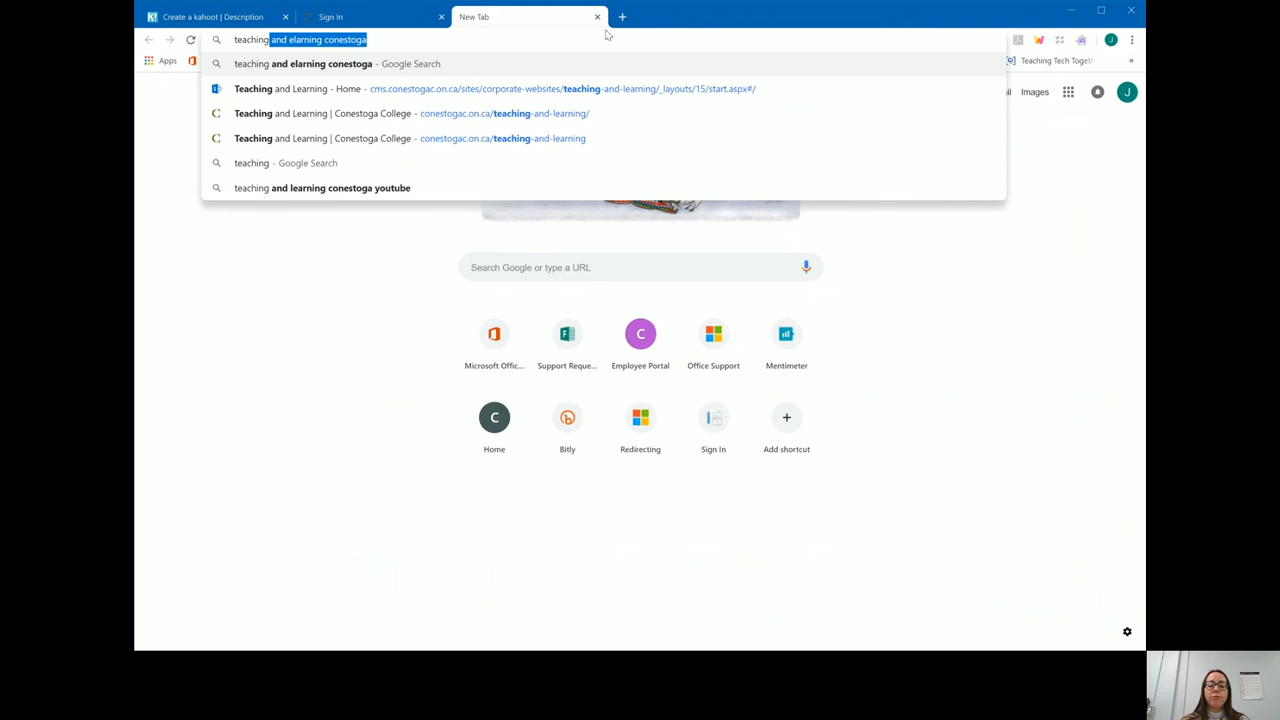 Create a kahoot | Description
Sign In
New Tab
teaching and elarning conestoga
teaching and elarning conestoga - Google Search
Teaching and Learning - Home - cms.conestogac.on.ca/sites/corporate-websites/teaching-and-learning/_layouts/15/start.aspx#/
Teaching and Learning | Conestoga College - conestogac.on.ca/teaching-and-learning/
Teaching and Learning | Conestoga College - conestogac.on.ca/teaching-and-learning
teaching - Google Search
teaching and learning conestoga youtube
J
Apps
Teaching Tech Toget
Images
J
Search Google or type a URL
Microsoft Offic...
Support Reque...
C
Employee Portal
Office Support
Mentimeter
C
Home
Bitly
Redirecting
Sign In
Add shortcut